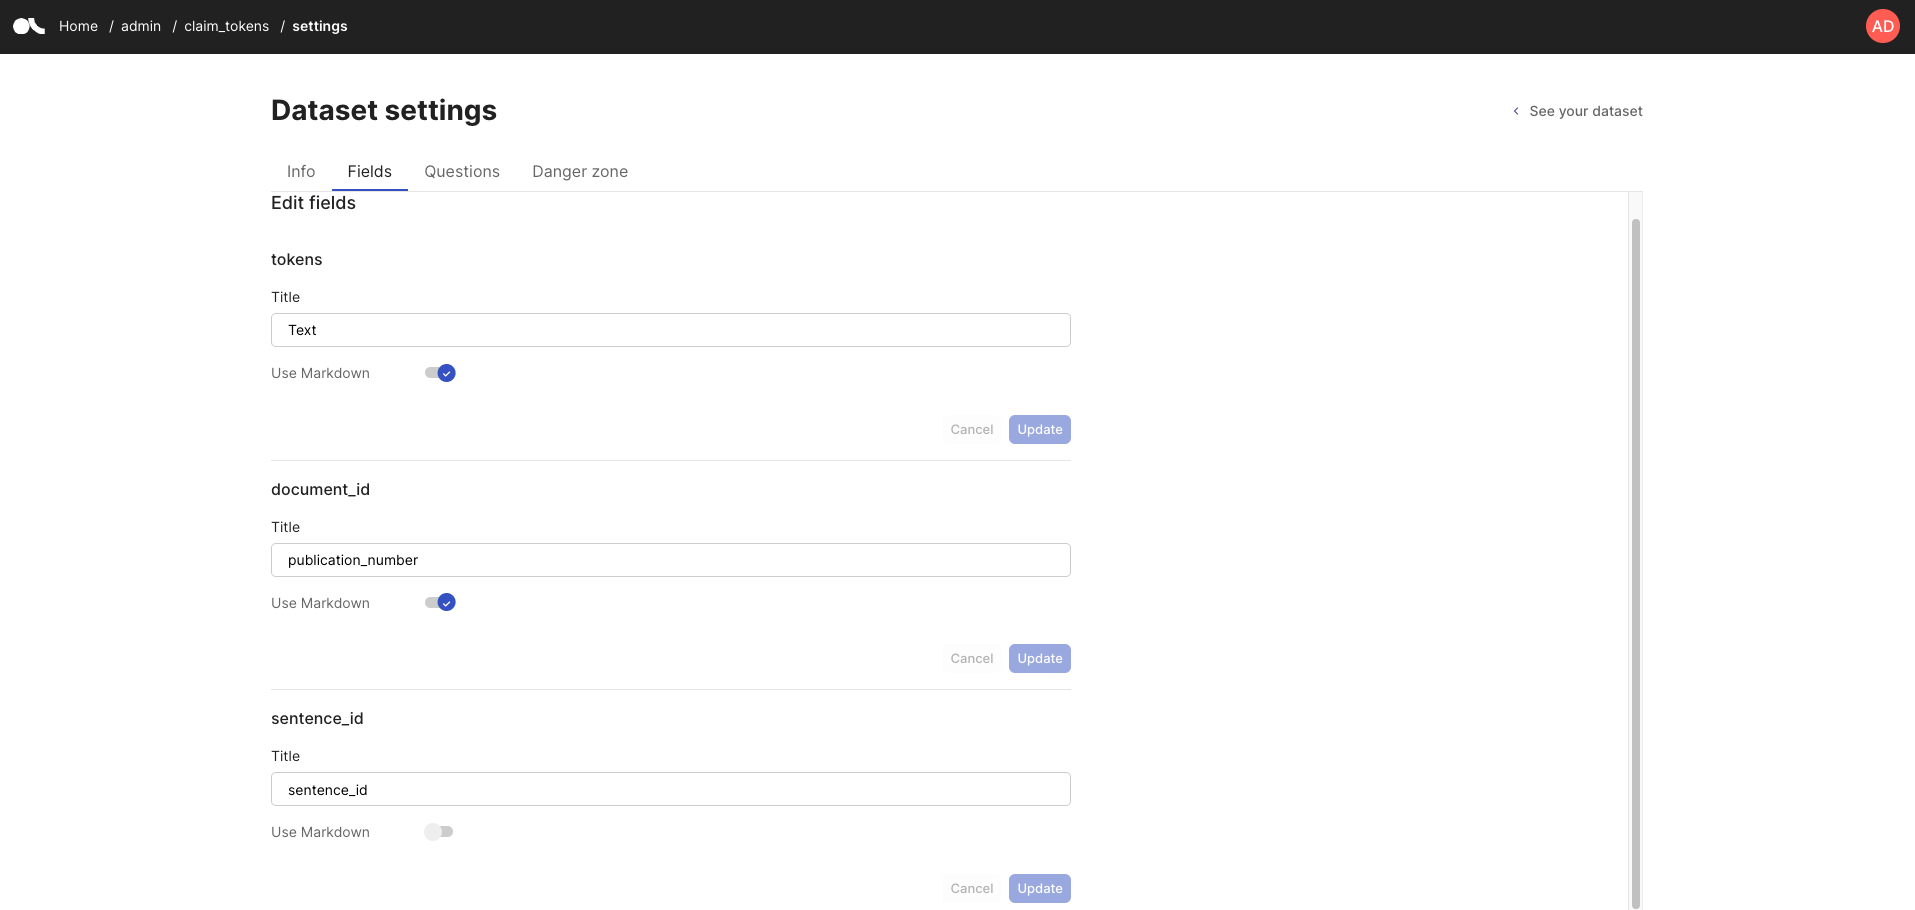 Home / admin / claim_tokens / settings
AD
Dataset settings
See your dataset
Info Fields Questions Danger zone
Edit fields
tokens
Title
Text
Use Markdown
Cancel Update
document_id
Title
publication_number
Use Markdown
Cancel Update
sentence_id
Title
sentence_id
Use Markdown
Cancel Update